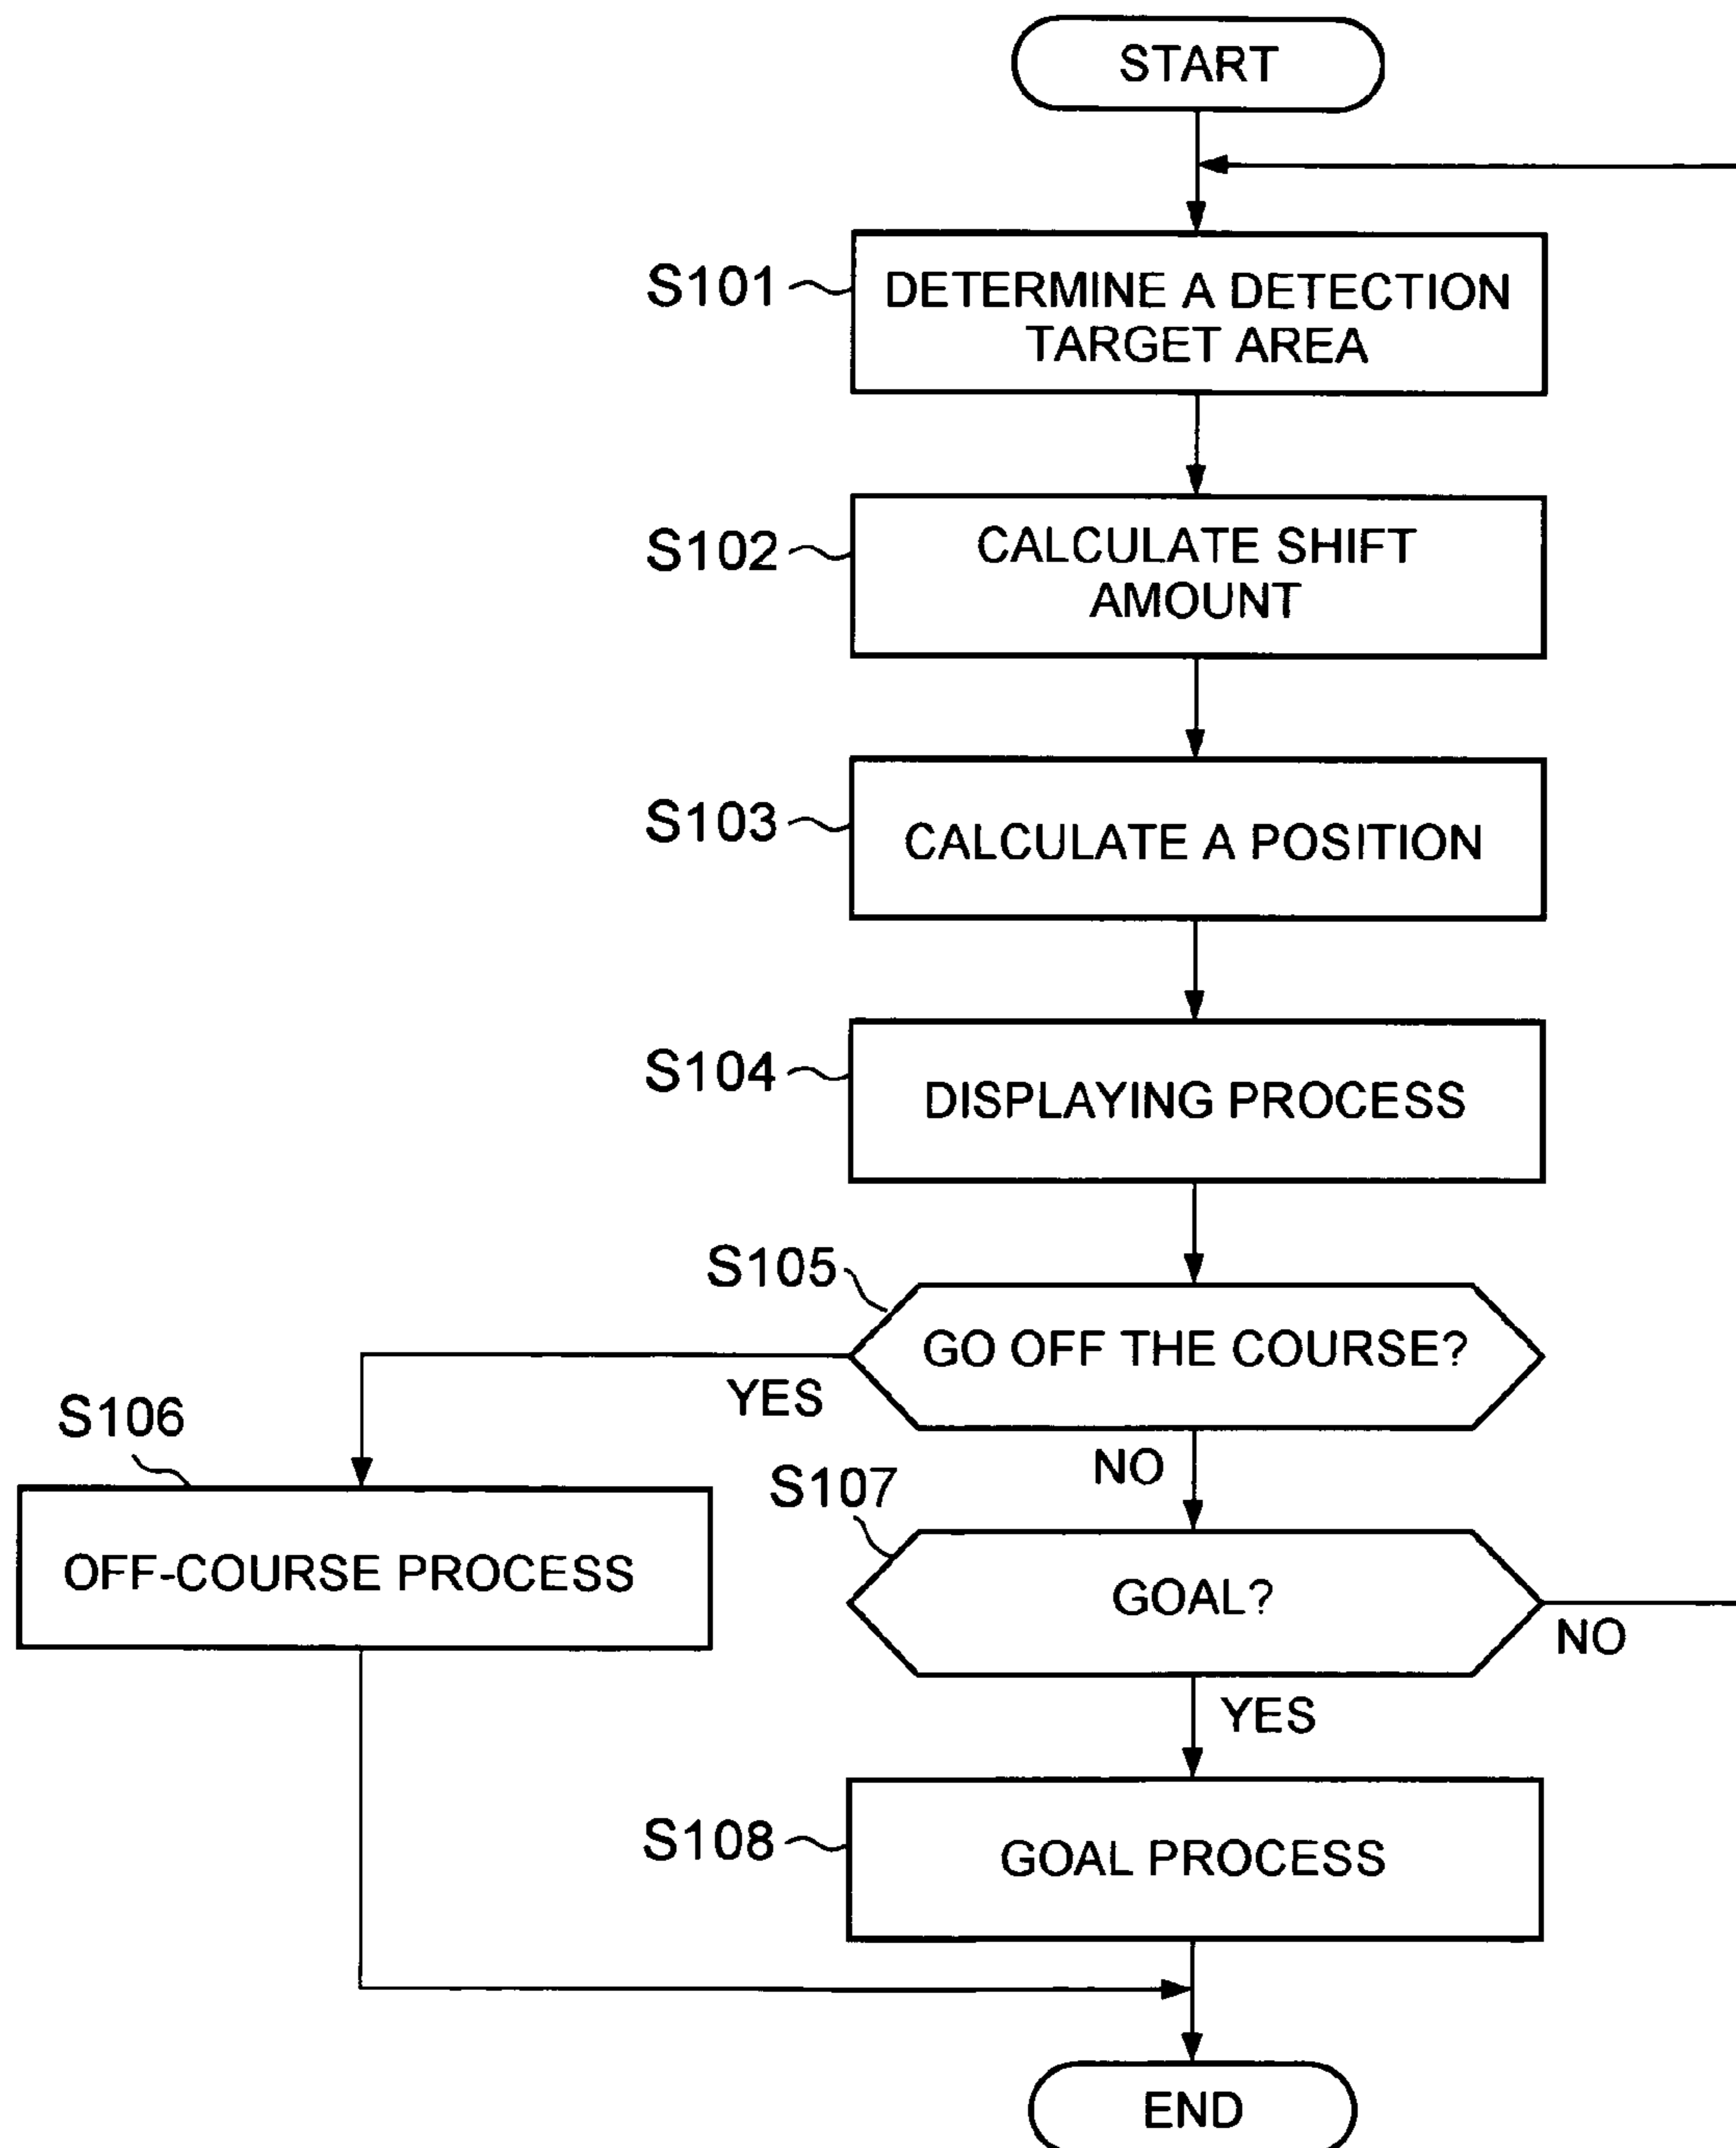 START
S101
DETERMINE A DETECTION
TARGET AREA
S102
CALCULATE SHIFT
AMOUNT
S103
CALCULATE A POSITION
S104
DISPLAYING PROCESS
S105
GO OFF THE COURSE?
YES
NO
S106
OFF-COURSE PROCESS
S107
GOAL?
NO
YES
S108
GOAL PROCESS
END